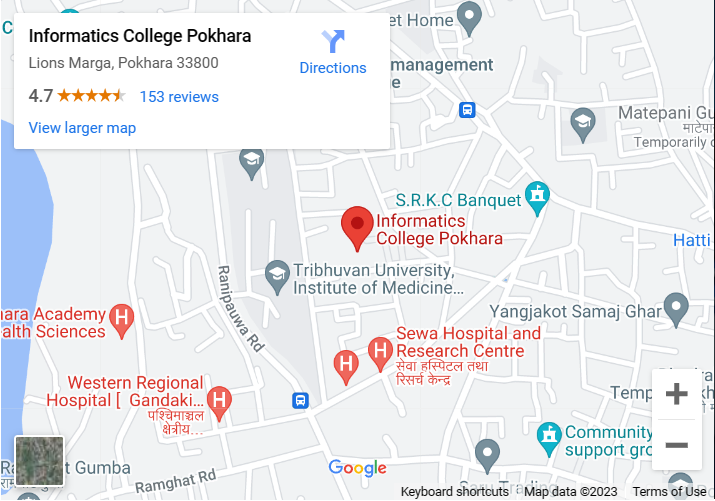 Informatics College Pokhara
Lions Marga, Pokhara 33800
4.7
153 reviews
Directions
View larger map
et Home
management
e
Matepani Gu
माटेपा
Temporarily c
S.R.K.C Banquet
Informatics
College Pokhara
Hatti
Tribhuvan University,
Institute of Medicine...
Ranipauwa Rd
hara Academy
alth Sciences
Yangjakot Samaj Ghar
Sewa Hospital and
Research Centre
सेवा हस्पिटल तथा
रिसर्च केन्द्र
Western Regional
Hospital [ Gandaki...
पश्चिमाञ्चल
क्षेत्रीय...
Temp
Community
support gro
t Gumba
Ramghat Rd
Google
Saru Trading
Keyboard shortcuts
Map data ©2023
Terms of Use